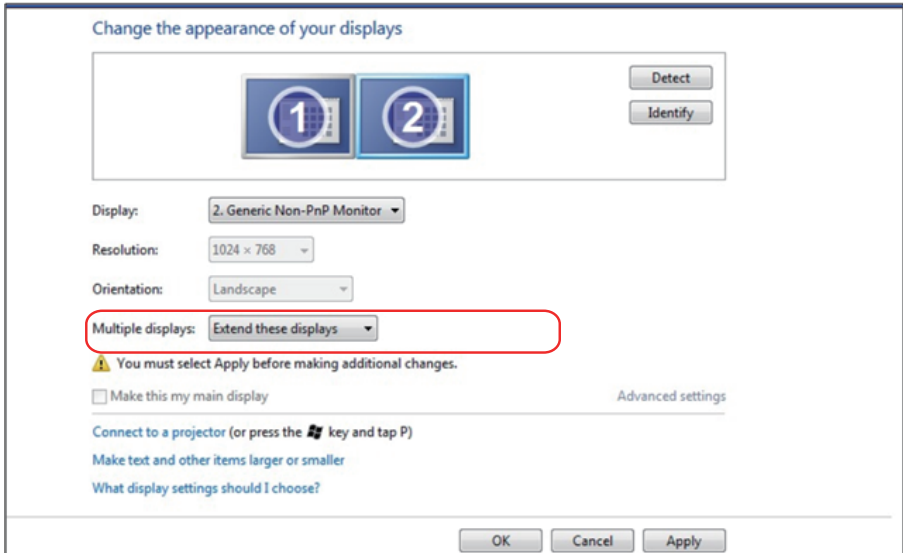 Change the appearance of your displays
1 2
Detect
Identify
Display: 2. Generic Non-PnP Monitor
Resolution: 1024 × 768
Orientation: Landscape
Multiple displays: Extend these displays
You must select Apply before making additional changes.
Make this my main display Advanced settings
Connect to a projector (or press the key and tap P)
Make text and other items larger or smaller
What display settings should I choose?
OK Cancel Apply